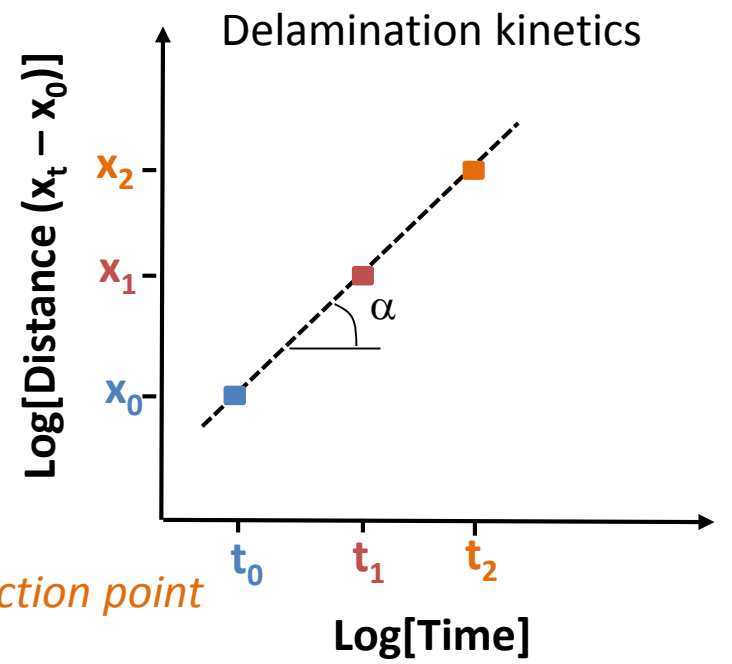 Delamination kinetics
Log[Distance (xₜ – x₀)]
x₂
x₁
α
x₀
t₀ t₁ t₂
ction point
Log[Time]